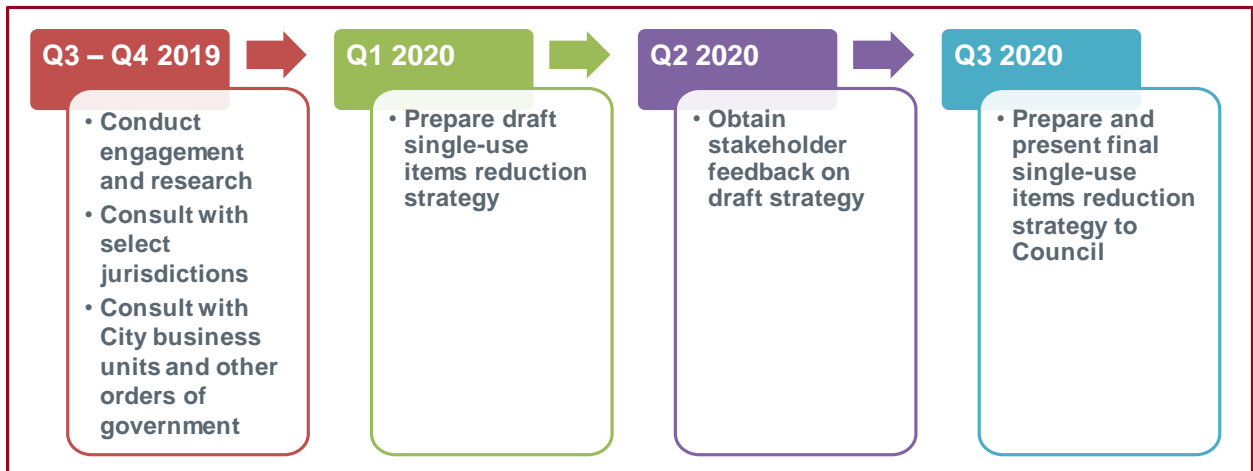 Q3 – Q4 2019
• Conduct
engagement
and research
• Consult with
select
jurisdictions
• Consult with
City business
units and other
orders of
government
Q1 2020
• Prepare draft
single-use
items reduction
strategy
Q2 2020
• Obtain
stakeholder
feedback on
draft strategy
Q3 2020
• Prepare and
present final
single-use
items reduction
strategy to
Council